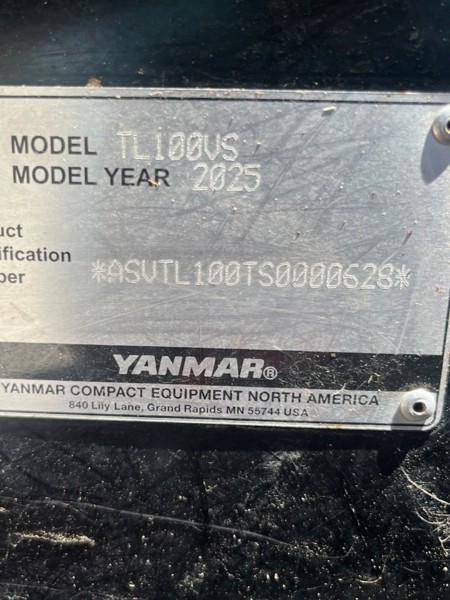 MODEL TL100VS
MODEL YEAR 2025
uct
ification
ber *ASVTL100TS0000628*
YANMAR®
YANMAR COMPACT EQUIPMENT NORTH AMERICA
840 Lily Lane, Grand Rapids MN 55744 USA